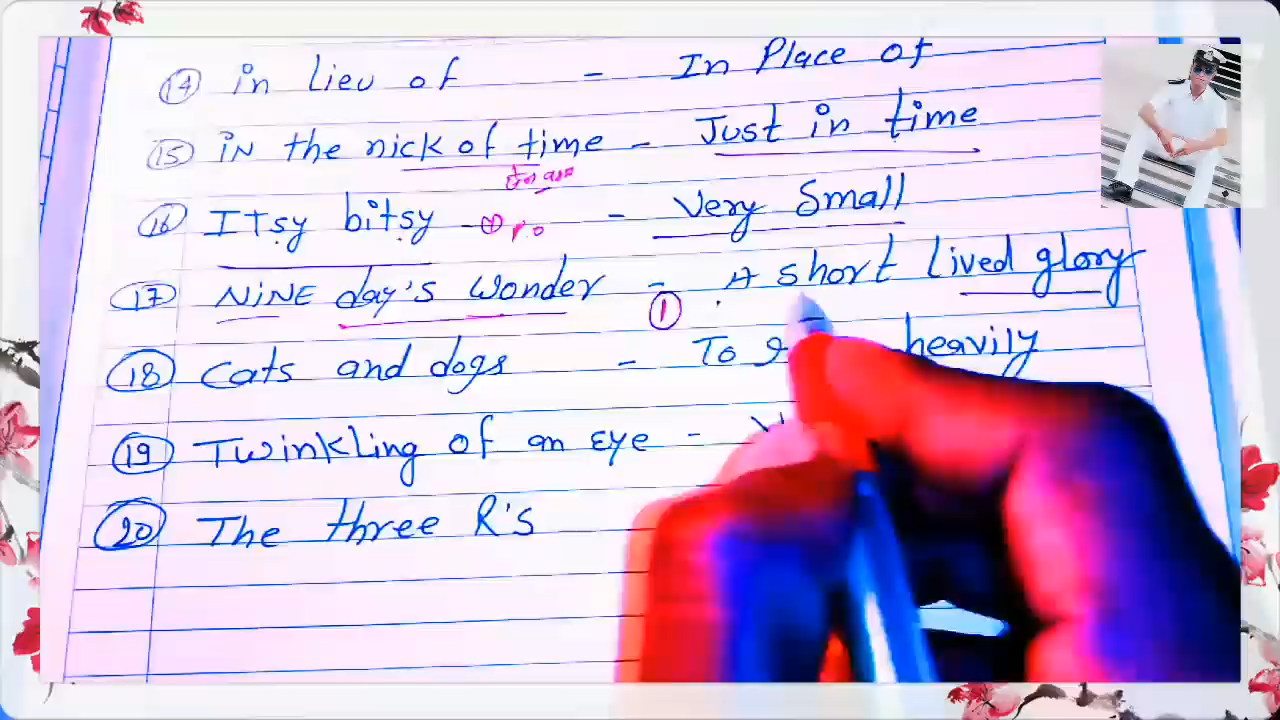 14 in lieu of - In Place of
15 iN the nick of time - Just in time
16 Itsy bitsy - Very Small
17 NiNE day's Wonder - A short lived glory
1
18 Cats and dogs - To heavily
19 Twinkling of an EyE -
20 The three R's